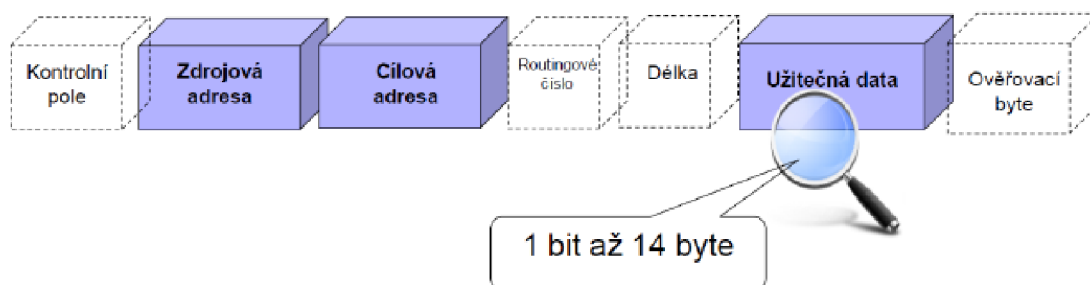 Kontrolní
pole
Zdrojová
adresa
Cílová
adresa
Routingové
číslo
Délka
Užitečná data
Ověřovací
byte
1 bit až 14 byte